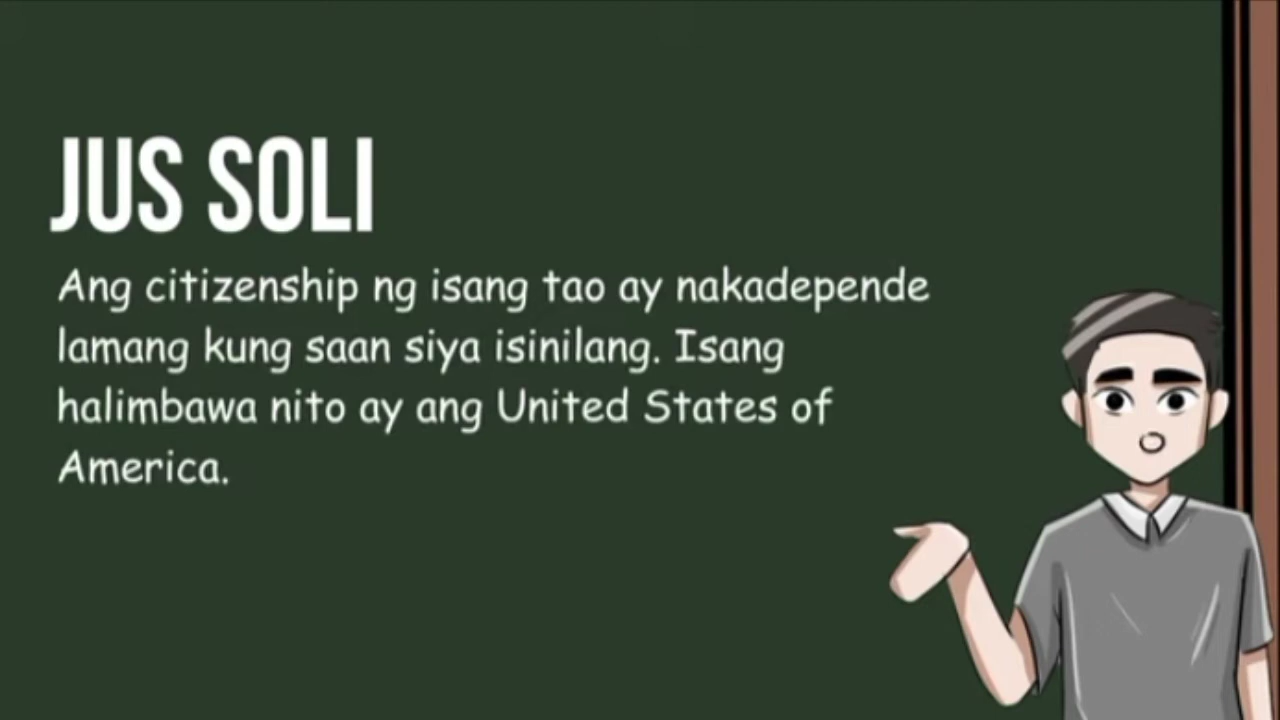 JUS SOLI
Ang citizenship ng isang tao ay nakadepende
lamang kung saan siya isinilang. Isang
halimbawa nito ay ang United States of
America.